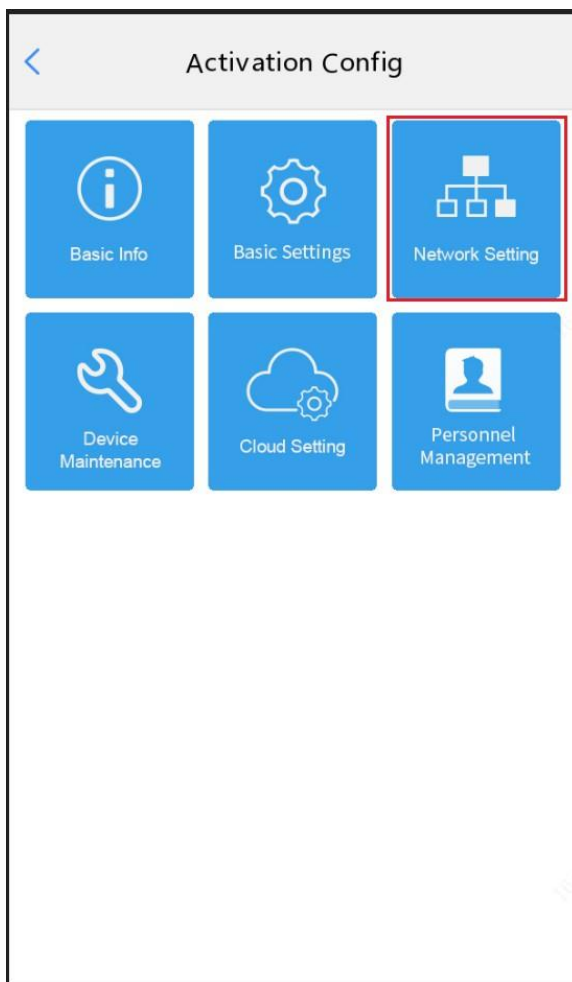 Activation Config
Basic Info
Basic Settings
Network Setting
Device
Maintenance
Cloud Setting
Personnel
Management